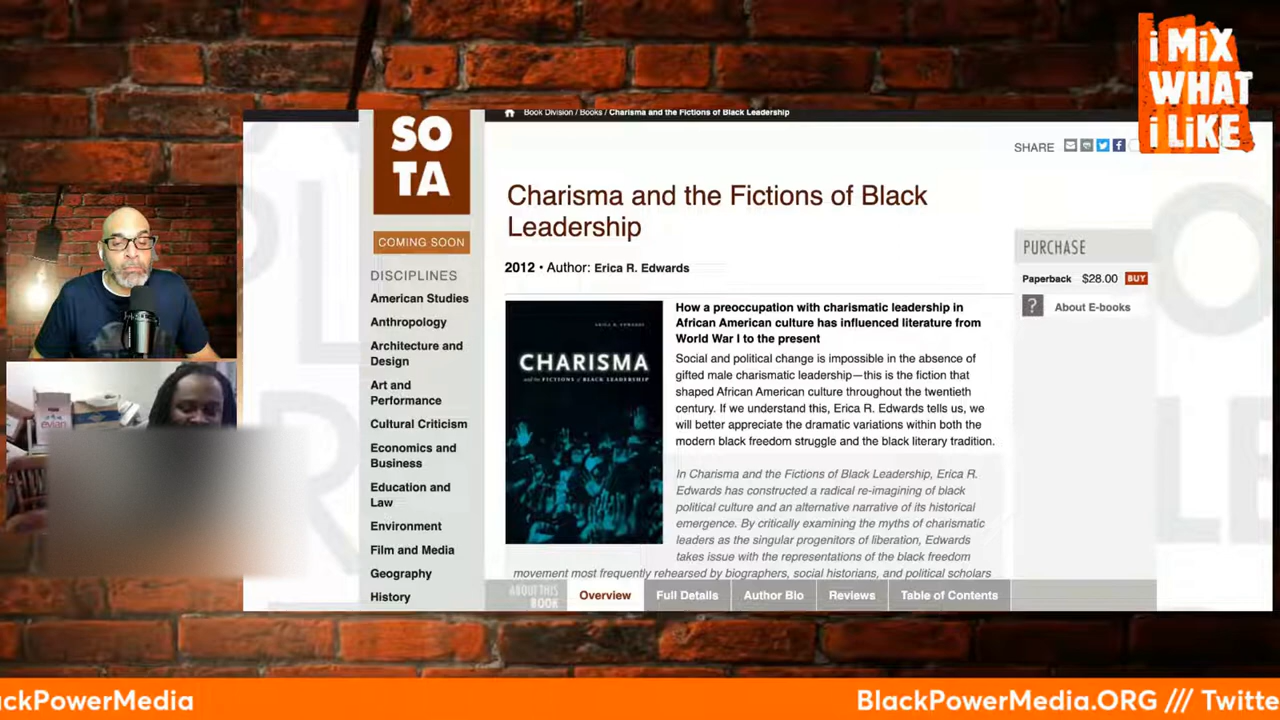 i MiX
WHAT
i LiKE
Book Division / Books / Charisma and the Fictions of Black Leadership
SO
TA
SHARE
Charisma and the Fictions of Black
Leadership
COMING SOON
2012 • Author: Erica R. Edwards
PURCHASE
Paperback $28.00 BUY
? About E-books
DISCIPLINES
American Studies
Anthropology
Architecture and
Design
Art and
Performance
Cultural Criticism
Economics and
Business
Education and
Law
Environment
Film and Media
Geography
History
ERICA R. EDWARDS
CHARISMA
and the FICTIONS of BLACK LEADERSHIP
How a preoccupation with charismatic leadership in
African American culture has influenced literature from
World War I to the present
Social and political change is impossible in the absence of
gifted male charismatic leadership—this is the fiction that
shaped African American culture throughout the twentieth
century. If we understand this, Erica R. Edwards tells us, we
will better appreciate the dramatic variations within both the
modern black freedom struggle and the black literary tradition.
In Charisma and the Fictions of Black Leadership, Erica R.
Edwards has constructed a radical re-imagining of black
political culture and an alternative narrative of its historical
emergence. By critically examining the myths of charismatic
leaders as the singular progenitors of liberation, Edwards
takes issue with the representations of the black freedom
movement most frequently rehearsed by biographers, social historians, and political scholars
ABOUT THIS
BOOK
Overview Full Details Author Bio Reviews Table of Contents
evian
ckPowerMedia
BlackPowerMedia.ORG /// Twitte